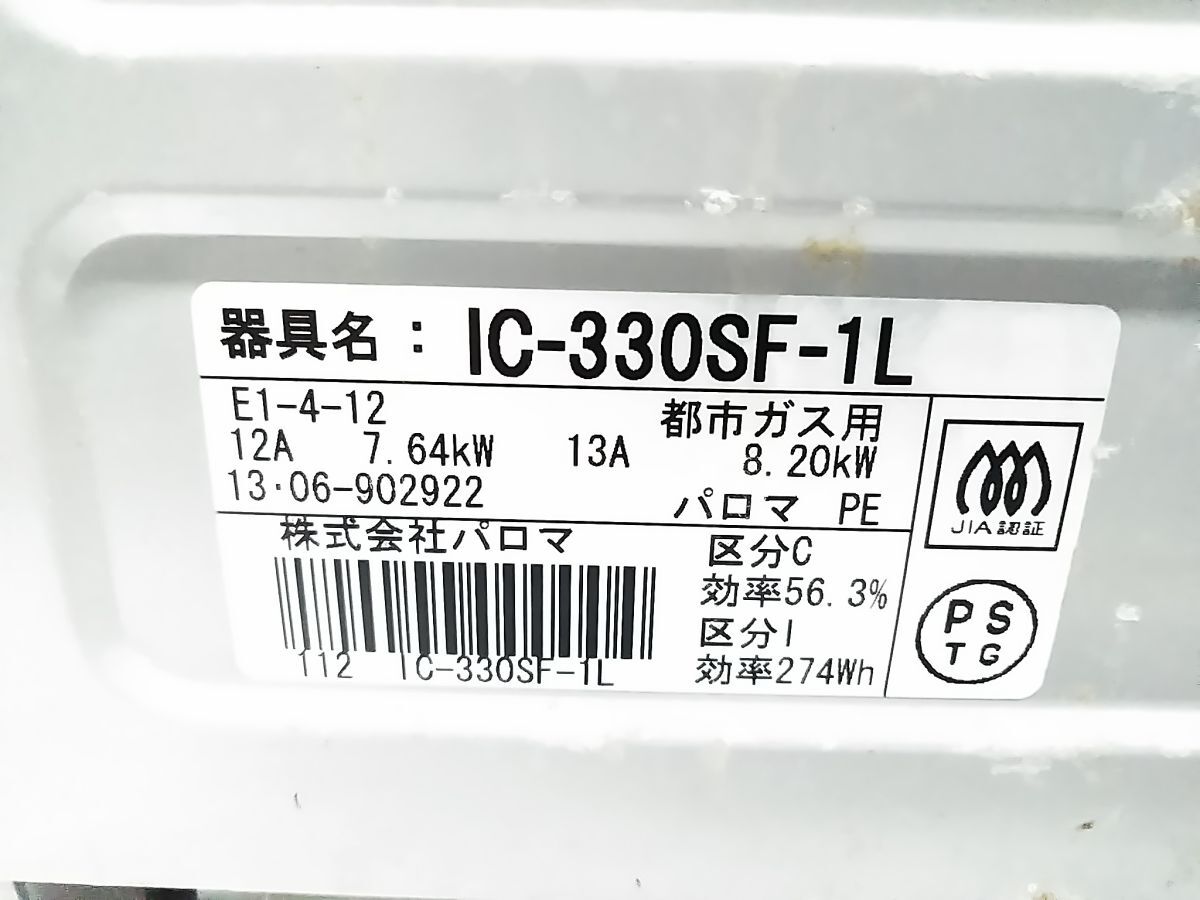 器具名：IC-330SF-1L
E1-4-12 都市ガス用
12A 7.64kW 13A 8.20kW
13・06-902922 パロマ PE
株式会社パロマ
112 IC-330SF-1L
区分C
効率56.3%
区分I
効率274Wh
JIA認証
PS
TG